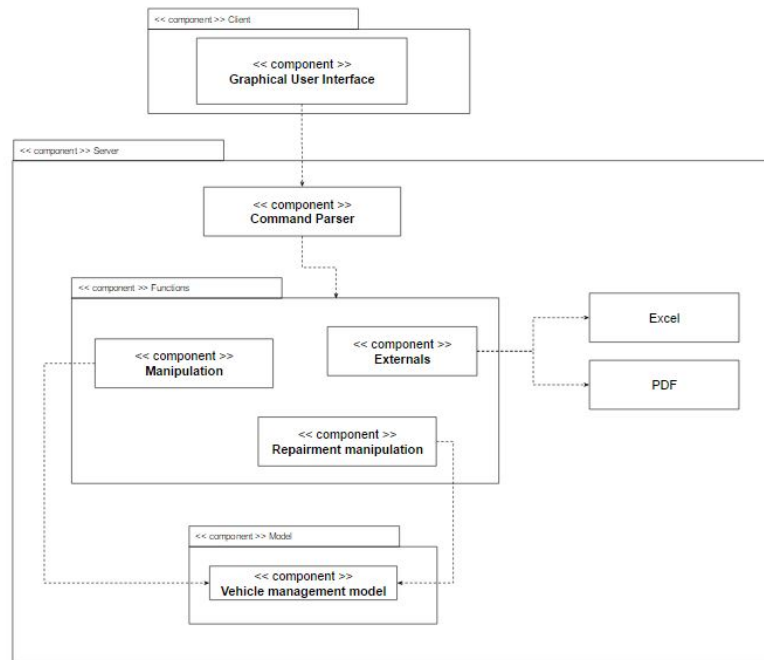 << component >> Client
<< component >>
Graphical User Interface
<< component >> Server
<< component >>
Command Parser
<< component >> Functions
<< component >>
Manipulation
<< component >>
Externals
Excel
PDF
<< component >>
Repairment manipulation
<< component >> Model
<< component >>
Vehicle management model